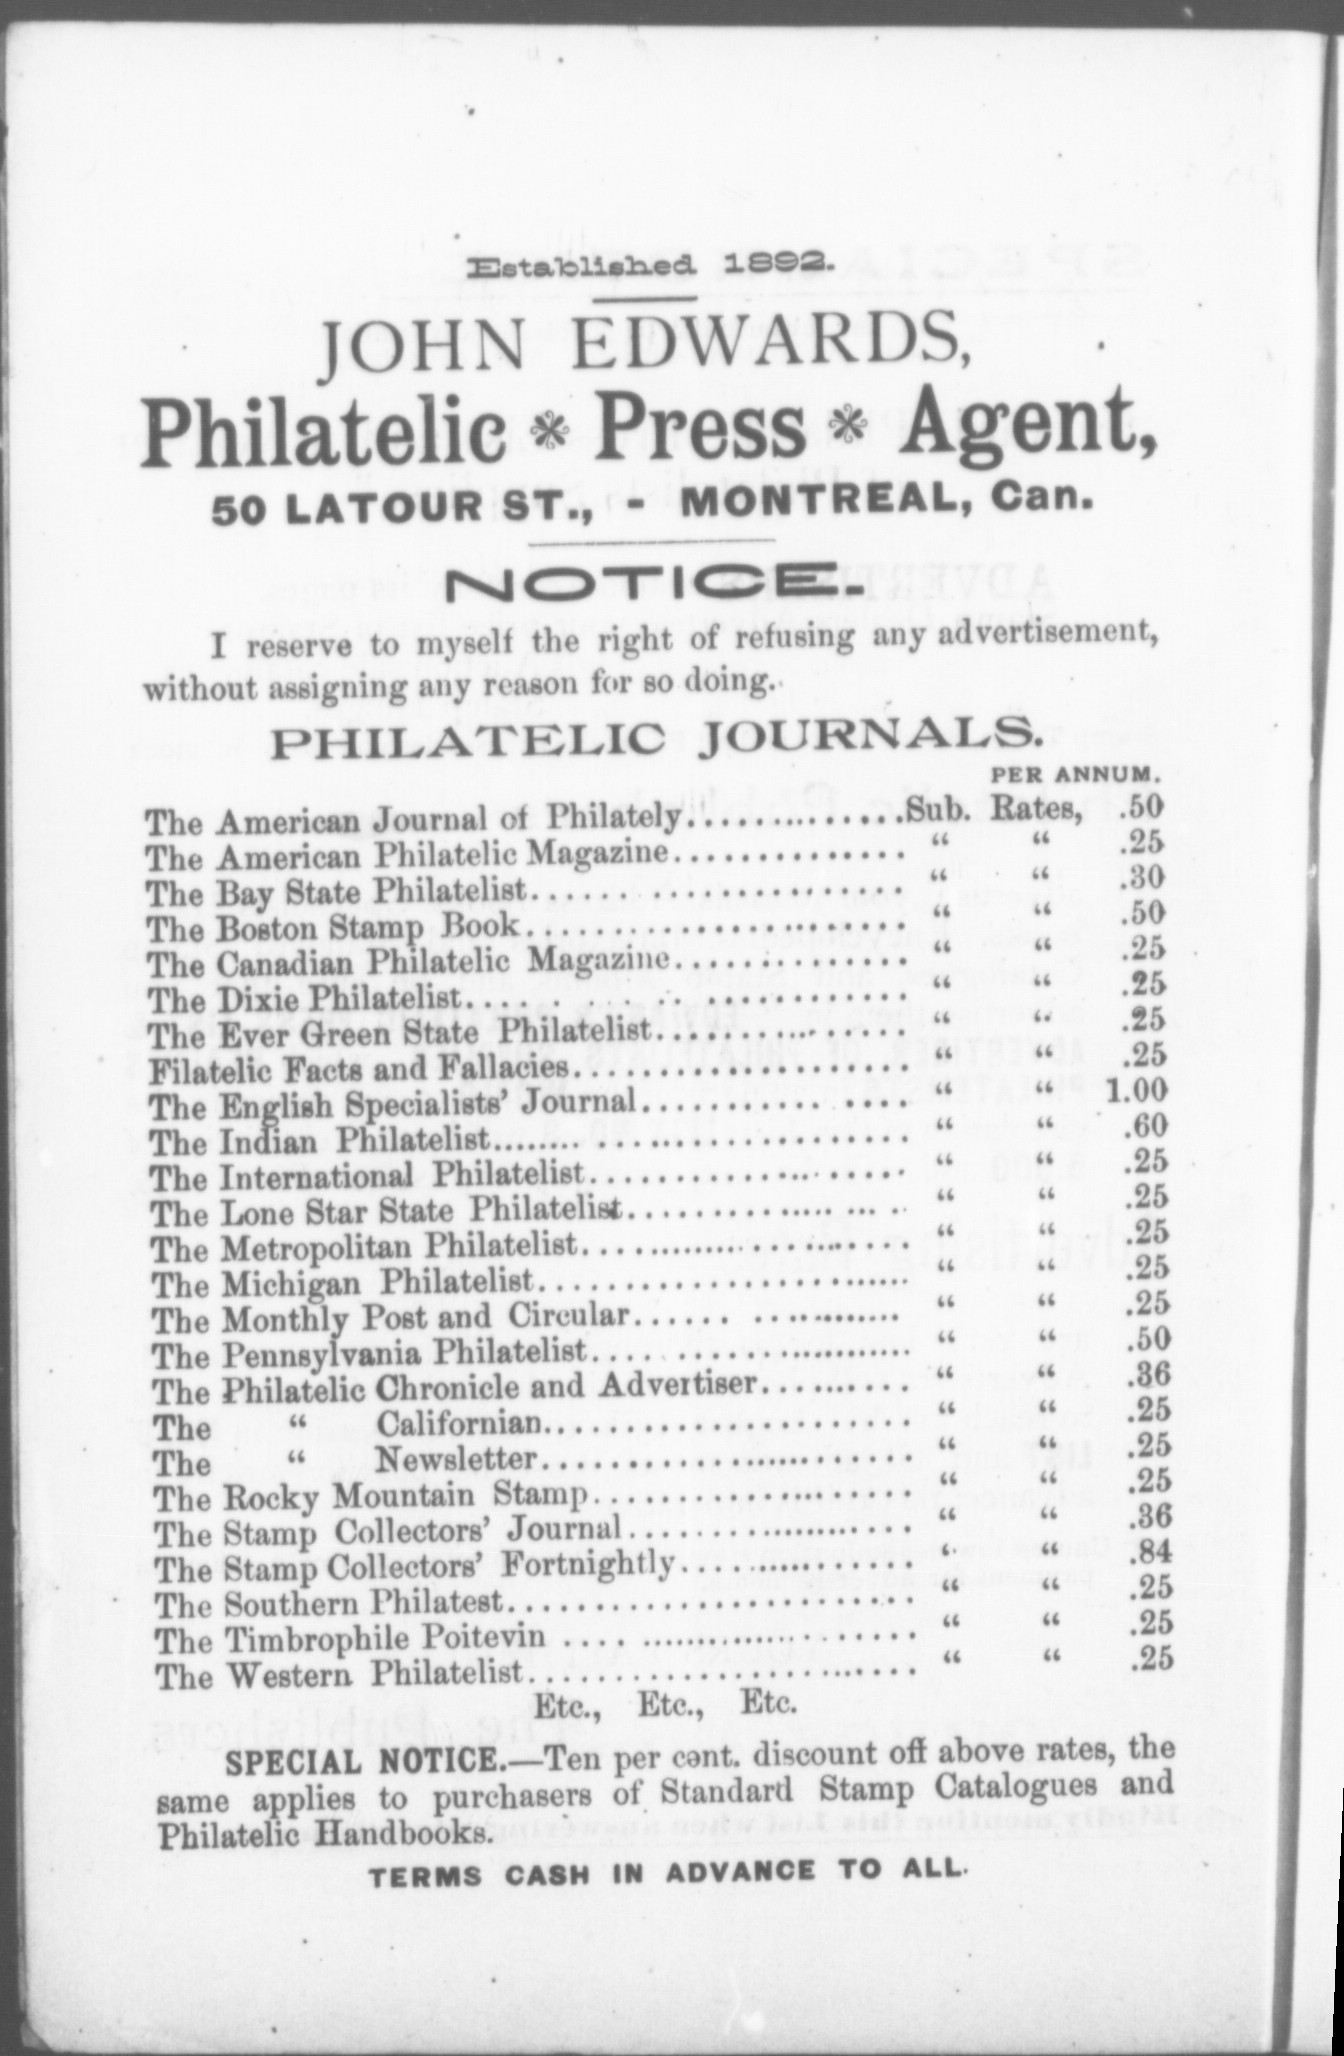 Established 1892.
JOHN EDWARDS,
Philatelic * Press * Agent,
50 LATOUR ST., - MONTREAL, Can.
NOTICE.
I reserve to myself the right of refusing any advertisement,
without assigning any reason for so doing.
PHILATELIC JOURNALS.
PER ANNUM.
The American Journal of Philately....................Sub. Rates, .50
The American Philatelic Magazine.............. “ “ .25
The Bay State Philatelist...... .................. “ “ .30
The Boston Stamp Book........................ “ “ .50
The Canadian Philatelic Magazine.............. “ “ .25
The Dixie Philatelist.... . ... .. ............ “ “ .25
The Ever Green State Philatelist.................. “ “ .25
Filatelic Facts and Fallacies.................... “ “ .25
The English Specialists’ Journal............ .... “ “ 1.00
The Indian Philatelist........ ...................... “ “ .60
The International Philatelist...................... “ “ .25
The Lone Star State Philatelist................ ... . “ “ .25
The Metropolitan Philatelist........................ “ “ .25
The Michigan Philatelist........................ “ “ .25
The Monthly Post and Circular...... ............ “ “ .25
The Pennsylvania Philatelist.... .................. “ “ .50
The Philatelic Chronicle and Advertiser........... “ “ .36
The “ Californian....................... “ “ .25
The “ Newsletter........................ “ “ .25
The Rocky Mountain Stamp...................... “ “ .25
The Stamp Collectors’ Journal.................... “ “ .36
The Stamp Collectors’ Fortnightly................ “ “ .84
The Southern Philatest........................ “ “ .25
The Timbrophile Poitevin .... ...................... “ “ .25
The Western Philatelist........................ “ “ .25
Etc., Etc., Etc.
SPECIAL NOTICE.—Ten per cent. discount off above rates, the
same applies to purchasers of Standard Stamp Catalogues and
Philatelic Handbooks.
TERMS CASH IN ADVANCE TO ALL.